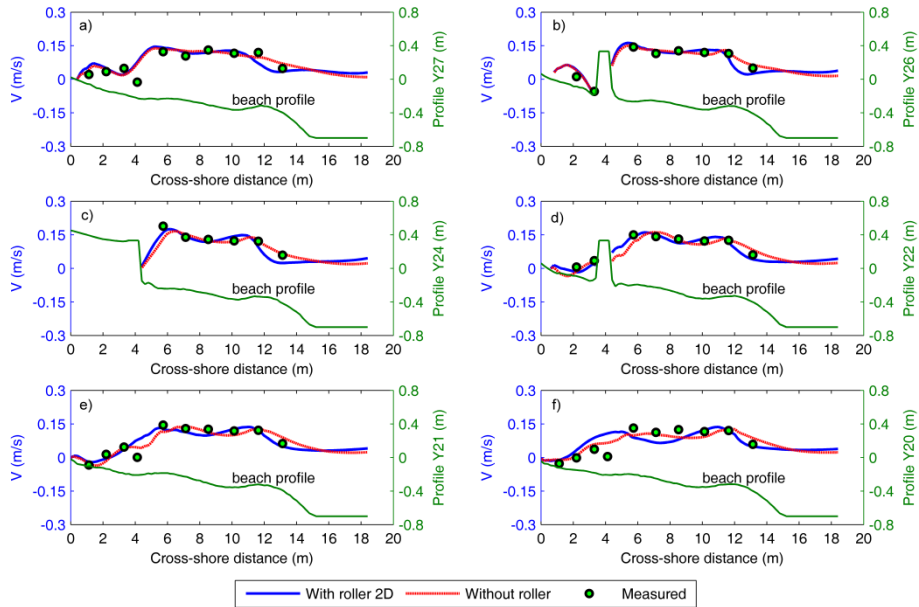 a)
V (m/s)
0.3
0.15
0
-0.15
-0.3
beach profile
0.8
0.4
0
-0.4
-0.8
Profile Y27 (m)
0 2 4 6 8 10 12 14 16 18 20
Cross-shore distance (m)
b)
V (m/s)
0.3
0.15
0
-0.15
-0.3
beach profile
0.8
0.4
0
-0.4
-0.8
Profile Y26 (m)
0 2 4 6 8 10 12 14 16 18 20
Cross-shore distance (m)
c)
V (m/s)
0.3
0.15
0
-0.15
-0.3
beach profile
0.8
0.4
0
-0.4
-0.8
Profile Y24 (m)
0 2 4 6 8 10 12 14 16 18 20
Cross-shore distance (m)
d)
V (m/s)
0.3
0.15
0
-0.15
-0.3
beach profile
0.8
0.4
0
-0.4
-0.8
Profile Y22 (m)
0 2 4 6 8 10 12 14 16 18 20
Cross-shore distance (m)
e)
V (m/s)
0.3
0.15
0
-0.15
-0.3
beach profile
0.8
0.4
0
-0.4
-0.8
Profile Y21 (m)
0 2 4 6 8 10 12 14 16 18 20
Cross-shore distance (m)
f)
V (m/s)
0.3
0.15
0
-0.15
-0.3
beach profile
0.8
0.4
0
-0.4
-0.8
Profile Y20 (m)
0 2 4 6 8 10 12 14 16 18 20
Cross-shore distance (m)
With roller 2D Without roller Measured